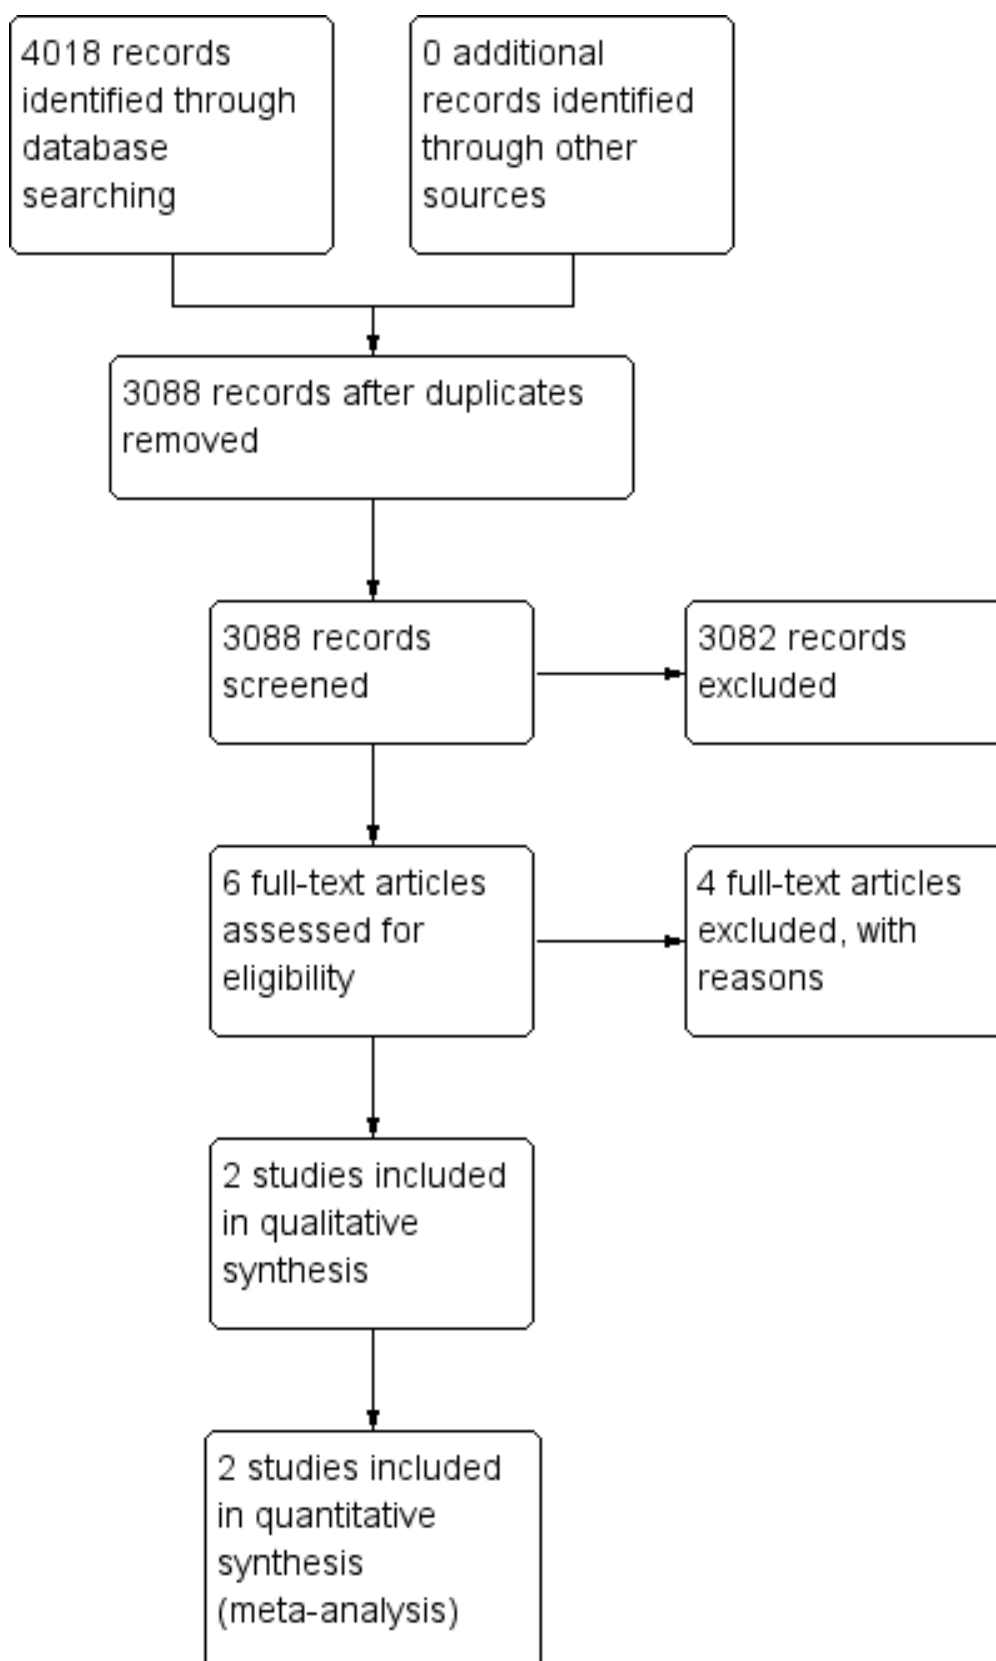 4018 records
identified through
database
searching
0 additional
records identified
through other
sources
3088 records after duplicates
removed
3088 records
screened
3082 records
excluded
6 full-text articles
assessed for
eligibility
4 full-text articles
excluded, with
reasons
2 studies included
in qualitative
synthesis
2 studies included
in quantitative
synthesis
(meta-analysis)